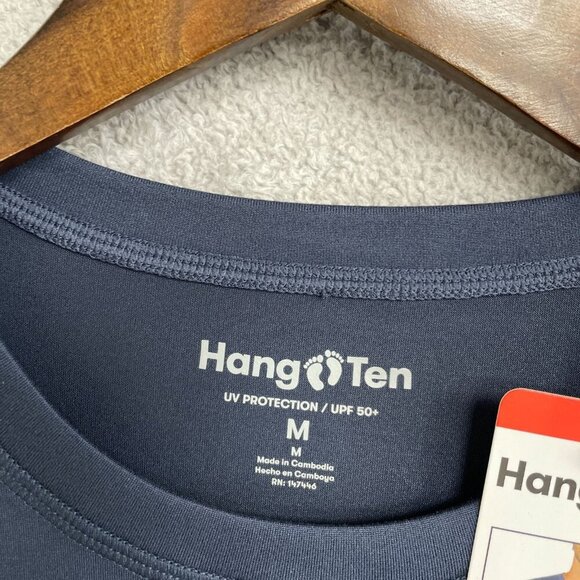 Hang Ten
UV PROTECTION / UPF 50+
M
M
Made in Cambodia
Hecho en Camboya
RN: 147446
Hang